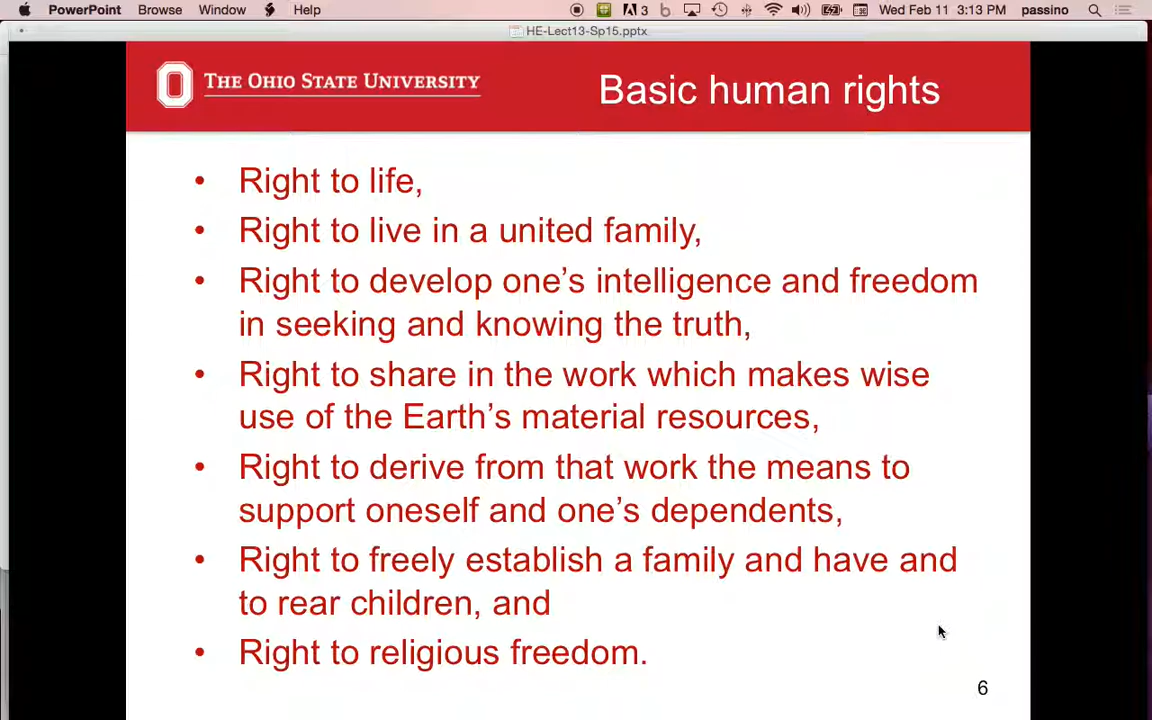 PowerPoint Browse Window Help 3 Wed Feb 11 3:13 PM passino
HE-Lect13-Sp15.pptx
THE OHIO STATE UNIVERSITY
Basic human rights
• Right to life,
• Right to live in a united family,
• Right to develop one's intelligence and freedom
in seeking and knowing the truth,
• Right to share in the work which makes wise
use of the Earth's material resources,
• Right to derive from that work the means to
support oneself and one's dependents,
• Right to freely establish a family and have and
to rear children, and
• Right to religious freedom.
6